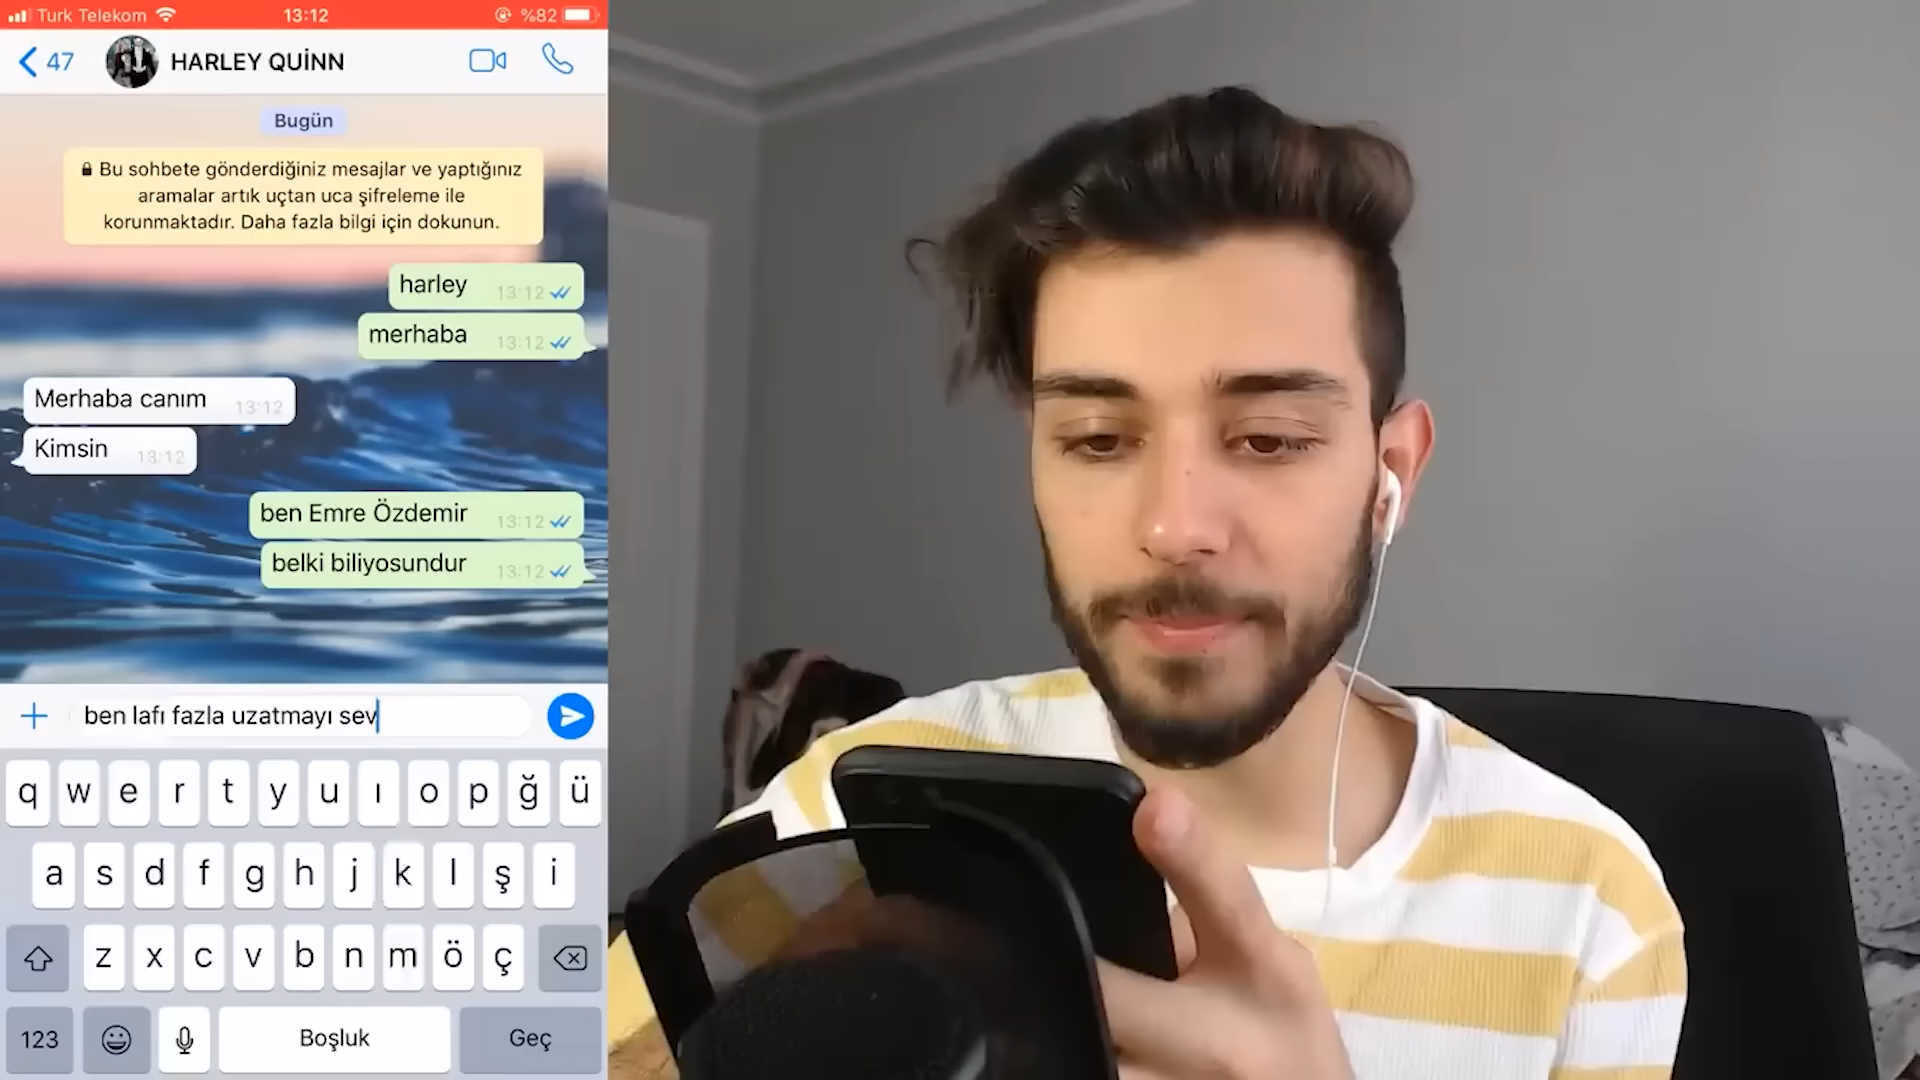 Turk Telekom 13:12 %82
47 HARLEY QUİNN
Bugün
Bu sohbete gönderdiğiniz mesajlar ve yaptığınız
aramalar artık uçtan uca şifreleme ile
korunmaktadır. Daha fazla bilgi için dokunun.
harley 13:12
merhaba 13:12
Merhaba canım 13:12
Kimsin 13:12
ben Emre Özdemir 13:12
belki biliyosundur 13:12
ben lafı fazla uzatmayı sev
q w e r t y u ı o p ğ ü
a s d f g h j k l ş i
z x c v b n m ö ç
123 Boşluk Geç